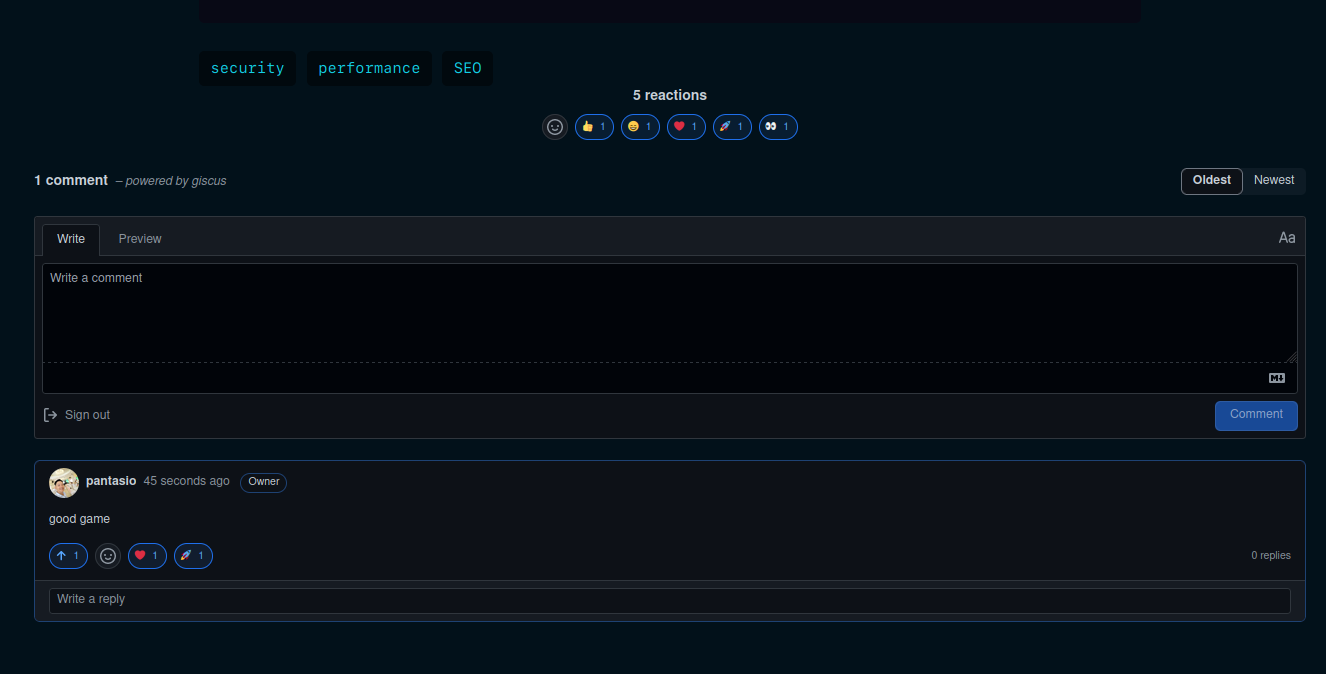 security performance SEO
5 reactions
1 1 1 1 1
1 comment – powered by giscus Oldest Newest
Write Preview Aa
Write a comment
Sign out Comment
pantasio 45 seconds ago Owner
good game
1 1 1 0 replies
Write a reply